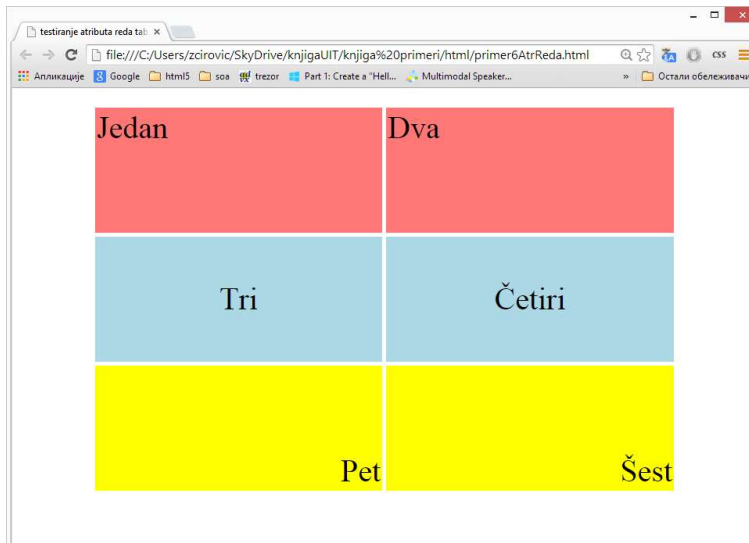 testiranje atributa reda tab
file:///C:/Users/zcirovic/SkyDrive/knjigaUIT/knjiga%20primeri/html/primer6AtrReda.html
css
Апликације Google html5 soa trezor Part 1: Create a "Hell... Multimodal Speaker... » Остали обележивачи
Jedan Dva
Tri Četiri
Pet Šest